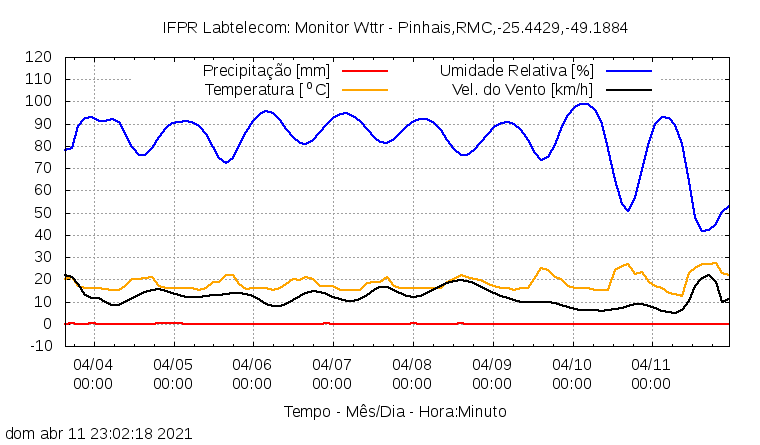 IFPR Labtelecom: Monitor Wttr - Pinhais,RMC,-25.4429,-49.1884
120
110
100
90
80
70
60
50
40
30
20
10
0
-10
Precipitação [mm]
Umidade Relativa [%]
Temperatura [⁰C]
Vel. do Vento [km/h]
04/04 04/05 04/06 04/07 04/08 04/09 04/10 04/11
00:00 00:00 00:00 00:00 00:00 00:00 00:00 00:00
Tempo - Mês/Dia - Hora:Minuto
dom abr 11 23:02:18 2021